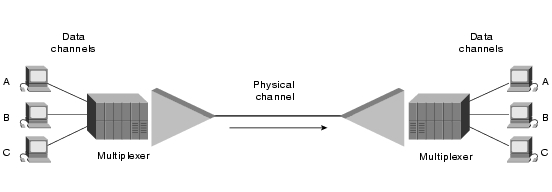 Data
channels
Data
channels
A
A
Physical
channel
B
B
C
Multiplexer
Multiplexer
C